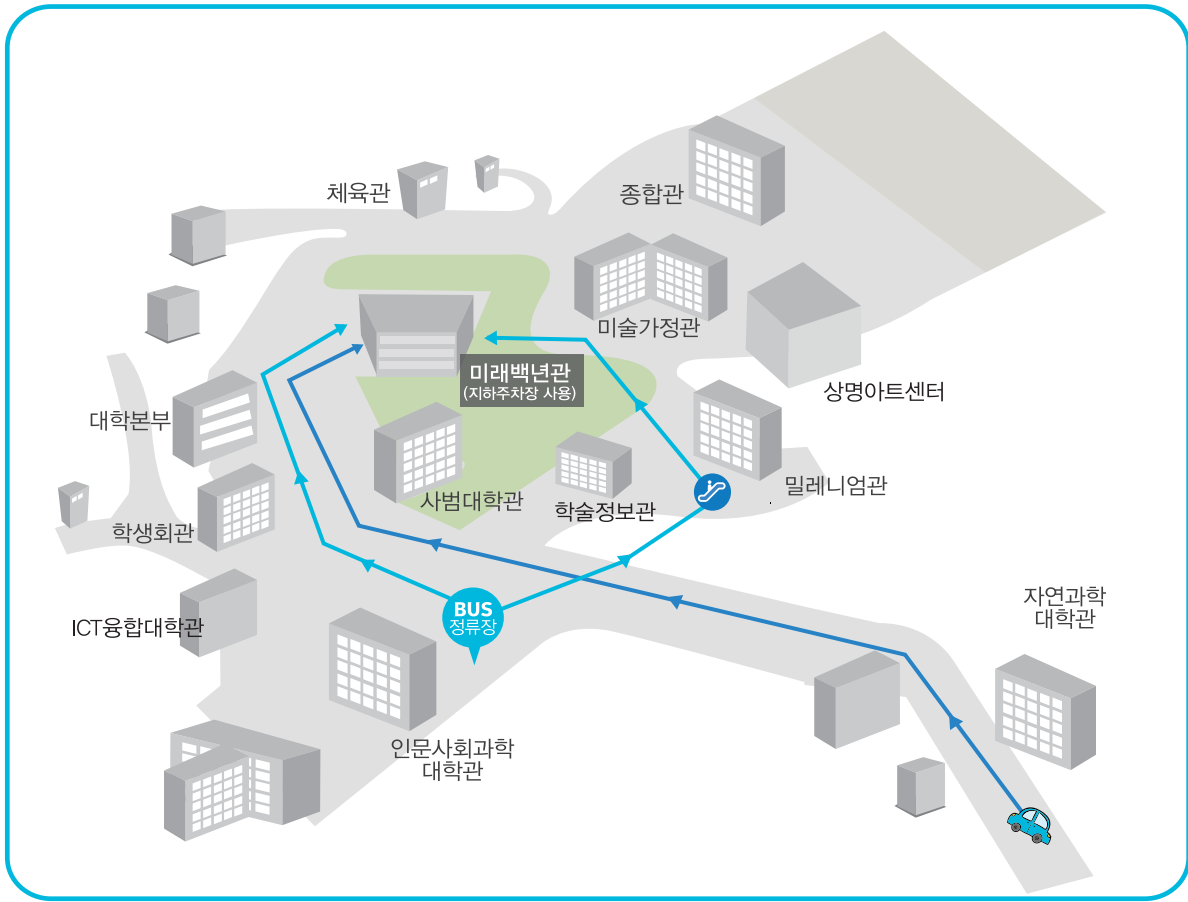 체육관
종합관
미술가정관
미래백년관
(지하주차장 사용)
상명아트센터
대학본부
사범대학관
학술정보관
밀레니엄관
학생회관
BUS
정류장
ICT융합대학관
자연과학
대학관
인문사회과학
대학관